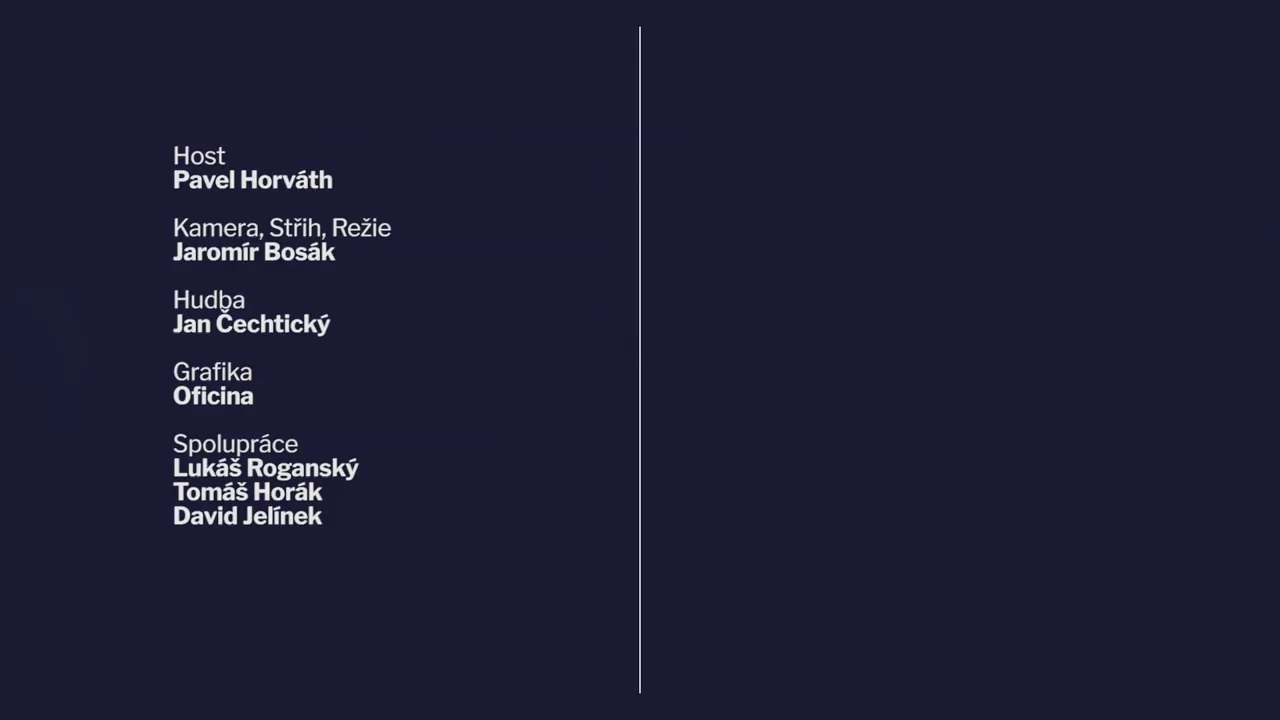 Host
Pavel Horváth
Kamera, Střih, Režie
Jaromír Bosák
Hudba
Jan Čechtický
Grafika
Oficina
Spolupráce
Lukáš Roganský
Tomáš Horák
David Jelínek